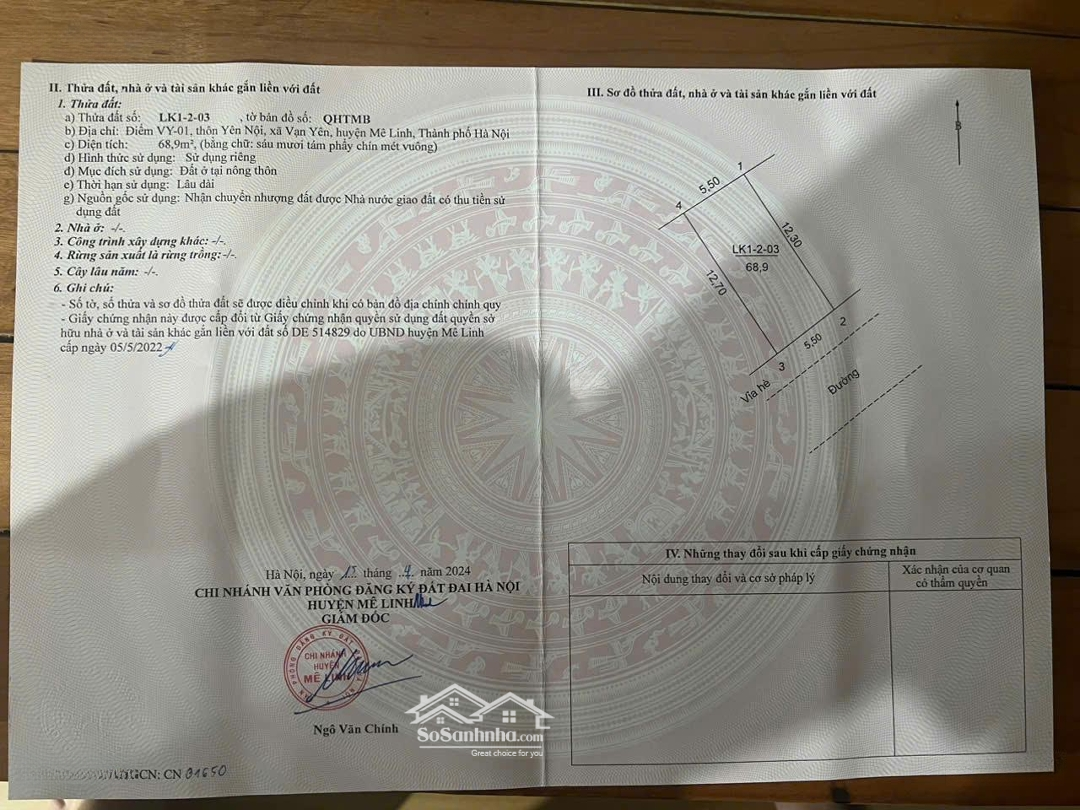 II. Thửa đất, nhà ở và tài sản khác gắn liền với đất
1. Thửa đất:
a) Thửa đất số: LK1-2-03 , tờ bản đồ số: QHTMB
b) Địa chỉ: Điểm VY-01, thôn Yên Nội, xã Vạn Yên, huyện Mê Linh, Thành phố Hà Nội
c) Diện tích: 68,9m², (bằng chữ: sáu mươi tám phẩy chín mét vuông)
d) Hình thức sử dụng: Sử dụng riêng
đ) Mục đích sử dụng: Đất ở tại nông thôn
e) Thời hạn sử dụng: Lâu dài
g) Nguồn gốc sử dụng: Nhận chuyển nhượng đất được Nhà nước giao đất có thu tiền sử
dụng đất
2. Nhà ở: -/-.
3. Công trình xây dựng khác: -/-.
4. Rừng sản xuất là rừng trồng: -/-.
5. Cây lâu năm: -/-.
6. Ghi chú:
- Số tờ, số thửa và sơ đồ thửa đất sẽ được điều chỉnh khi có bản đồ địa chính chính quy
- Giấy chứng nhận này được cấp đổi từ Giấy chứng nhận quyền sử dụng đất quyền sở
hữu nhà ở và tài sản khác gắn liền với đất số DE 514829 do UBND huyện Mê Linh
cấp ngày 05/5/2022
Hà Nội, ngày tháng 4 năm 2024
CHI NHÁNH VĂN PHÒNG ĐĂNG KÝ ĐẤT ĐAI HÀ NỘI
HUYỆN MÊ LINH
GIÁM ĐỐC
CHI NHÁNH
HUYỆN
MÊ LINH
Ngô Văn Chính
GCN: CN 01650
III. Sơ đồ thửa đất, nhà ở và tài sản khác gắn liền với đất
B
1
5,50
4
12,30
LK1-2-03
68,9
12,70
2
5,50
3
Vỉa hè
Đường
IV. Những thay đổi sau khi cấp giấy chứng nhận
Nội dung thay đổi và cơ sở pháp lý
Xác nhận của cơ quan
có thẩm quyền
SoSanhnha.com
Great choice for you